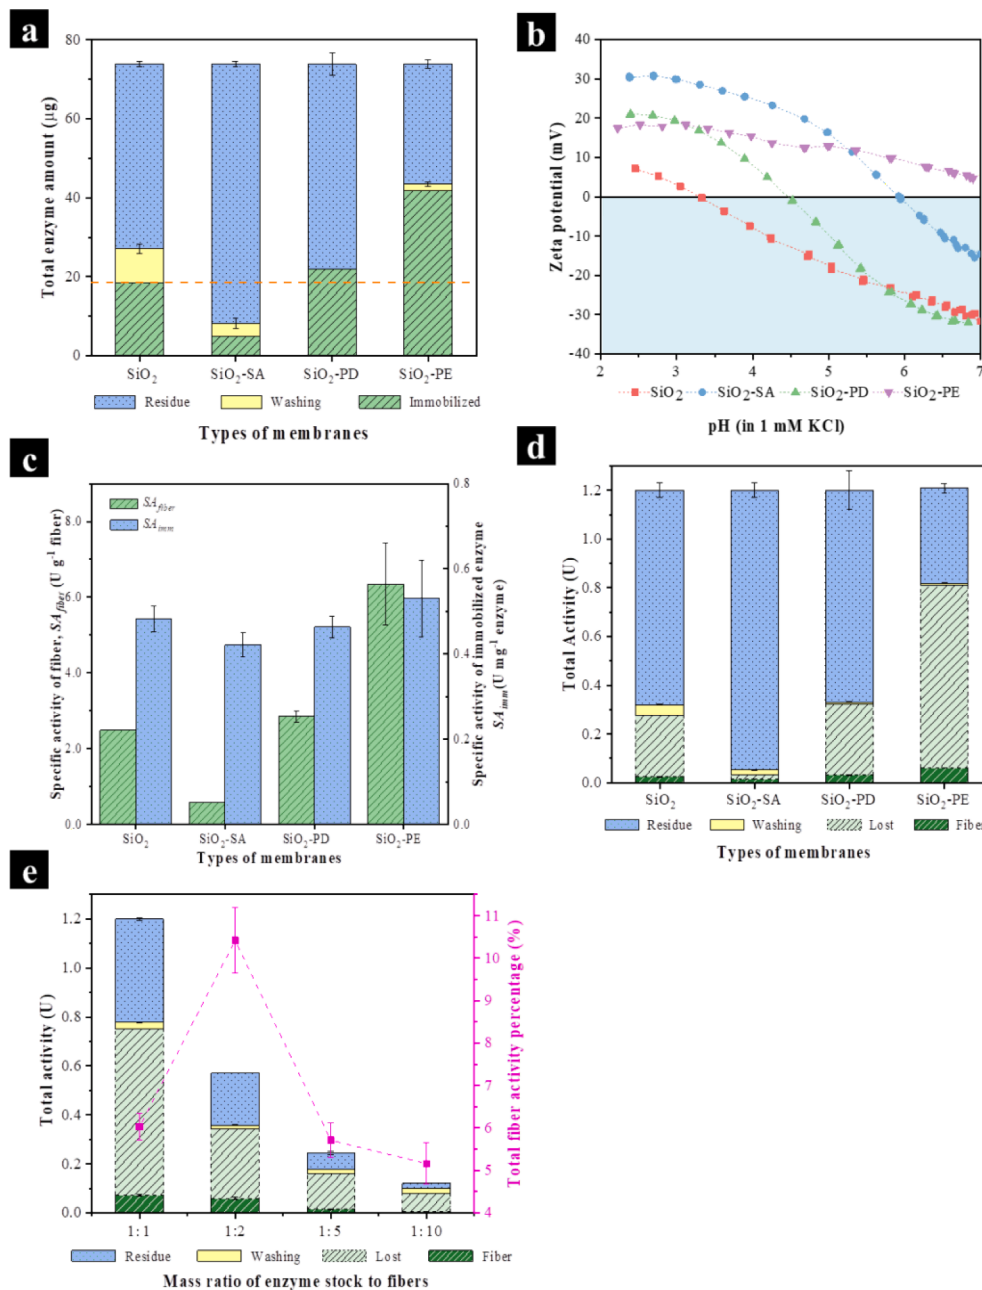 a
80
60
40
20
0
Total enzyme amount (µg)
SiO2 SiO2-SA SiO2-PD SiO2-PE
Residue Washing Immobilized
Types of membranes
b
40
30
20
10
0
-10
-20
-30
-40
Zeta potential (mV)
2 3 4 5 6 7
SiO2 SiO2-SA SiO2-PD SiO2-PE
pH (in 1 mM KCl)
c
SAfiber
SAimm
8.0
6.0
4.0
2.0
0.0
Specific activity of fiber, SAfiber (U g-1 fiber)
0.8
0.6
0.4
0.2
0.0
Specific activity of immobilized enzyme
SAimm (U mg-1 enzyme)
SiO2 SiO2-SA SiO2-PD SiO2-PE
Types of membranes
d
1.2
1.0
0.8
0.6
0.4
0.2
0.0
Total Activity (U)
SiO2 SiO2-SA SiO2-PD SiO2-PE
Residue Washing Lost Fiber
Types of membranes
e
1.2
1.0
0.8
0.6
0.4
0.2
0.0
Total activity (U)
11
10
9
8
7
6
5
4
Total fiber activity percentage (%)
1:1 1:2 1:5 1:10
Residue Washing Lost Fiber
Mass ratio of enzyme stock to fibers